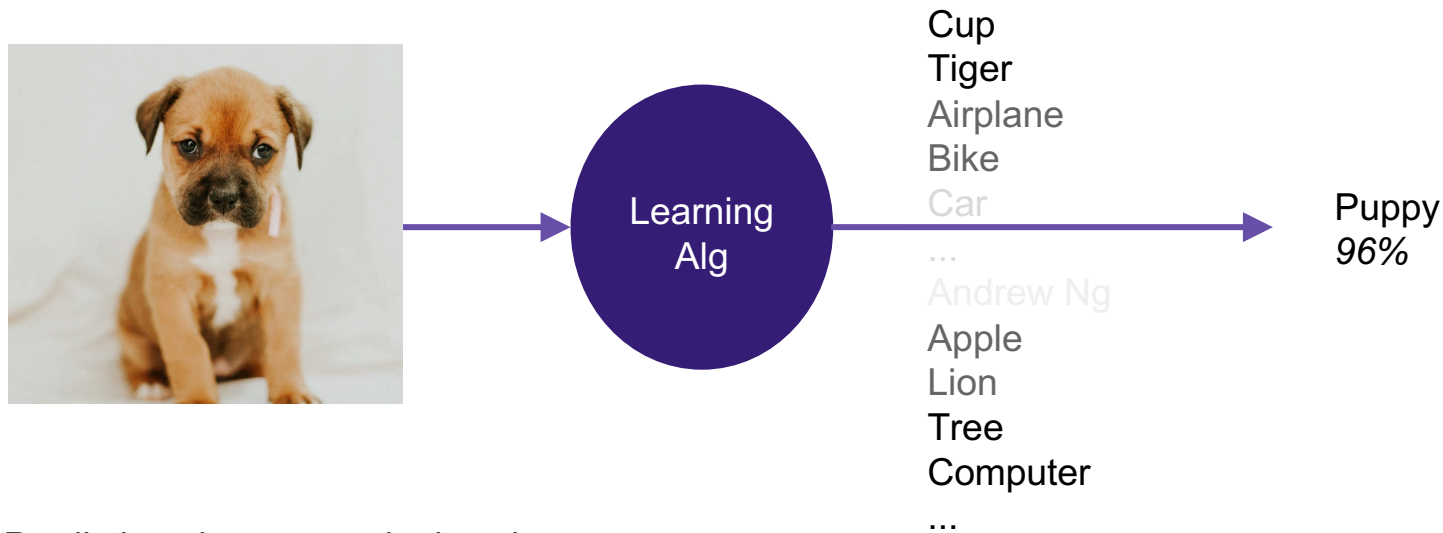 Learning
Alg
Cup
Tiger
Airplane
Bike
Car
...
Andrew Ng
Apple
Lion
Tree
Computer
...
Puppy
96%